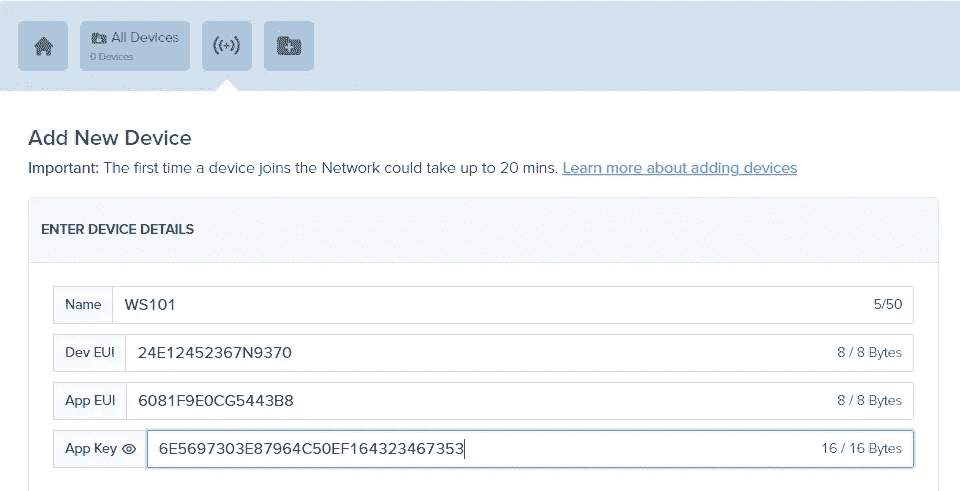 All Devices
0 Devices
Add New Device
Important: The first time a device joins the Network could take up to 20 mins. Learn more about adding devices
ENTER DEVICE DETAILS
Name WS101 5/50
Dev EUI 24E12452367N9370 8 / 8 Bytes
App EUI 6081F9E0CG5443B8 8 / 8 Bytes
App Key 6E5697303E87964C50EF164323467353 16 / 16 Bytes